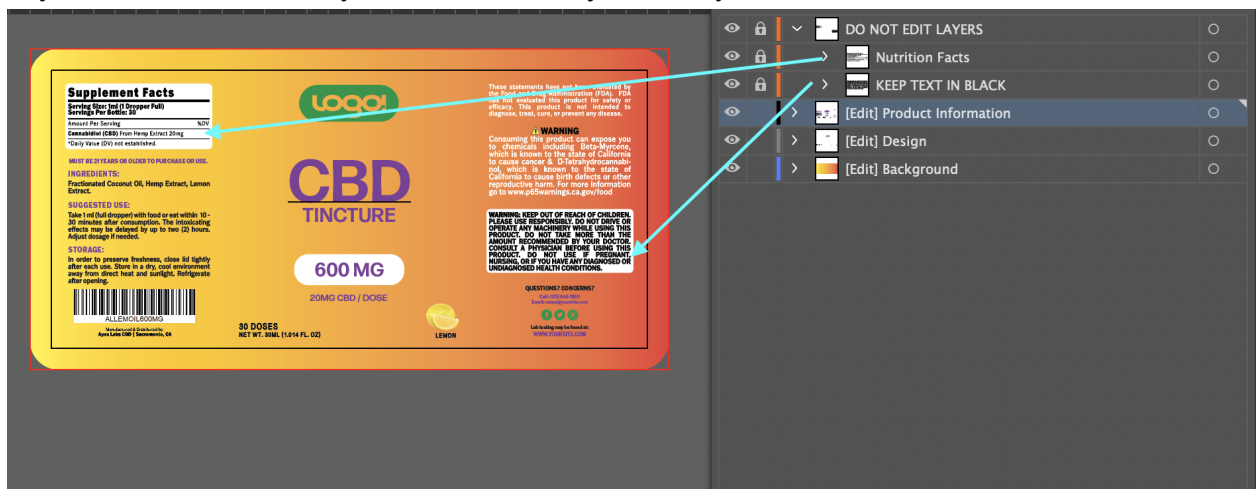 Supplement Facts
Serving Size: 1ml (1 Dropper Full)
Servings Per Bottle: 30
Amount Per Serving %DV
Cannabidiol (CBD) From Hemp Extract 20mg
*Daily Value (DV) not established.
MUST BE 21 YEARS OR OLDER TO PURCHASE OR USE.
INGREDIENTS:
Fractionated Coconut Oil, Hemp Extract, Lemon
Extract.
SUGGESTED USE:
Take 1 ml (full dropper) with food or eat within 10 -
30 minutes after consumption. The intoxicating
effects may be delayed by up to two (2) hours.
Adjust dosage if needed.
STORAGE:
In order to preserve freshness, close lid tightly
after each use. Store in a dry, cool environment
away from direct heat and sunlight. Refrigerate
after opening.
ALLEMOIL600MG
Manufactured & Distributed by:
Apex Labs CBD | Sacramento, CA
LOGO!
CBD
TINCTURE
600 MG
20MG CBD / DOSE
30 DOSES
NET WT. 30ML (1.014 FL. OZ)
LEMON
These statements have not been evaluated by
the Food and Drug Administration (FDA). FDA
has not evaluated this product for safety or
efficacy. This product is not intended to
diagnose, treat, cure, or prevent any disease.
WARNING
Consuming this product can expose you
to chemicals including Beta-Myrcene,
which is known to the state of California
to cause cancer & D-Tetrahydrocannabi-
nol, which is known to the state of
California to cause birth defects or other
reproductive harm. For more information
go to www.p65warnings.ca.gov/food
WARNING: KEEP OUT OF REACH OF CHILDREN.
PLEASE USE RESPONSIBLY. DO NOT DRIVE OR
OPERATE ANY MACHINERY WHILE USING THIS
PRODUCT. DO NOT TAKE MORE THAN THE
AMOUNT RECOMMENDED BY YOUR DOCTOR.
CONSULT A PHYSICIAN BEFORE USING THIS
PRODUCT. DO NOT USE IF PREGNANT,
NURSING, OR IF YOU HAVE ANY DIAGNOSED OR
UNDIAGNOSED HEALTH CONDITIONS.
QUESTIONS? CONCERNS?
Lab testing may be found at:
WWW.YOURSITE.COM
DO NOT EDIT LAYERS
Nutrition Facts
KEEP TEXT IN BLACK
[Edit] Product Information
[Edit] Design
[Edit] Background